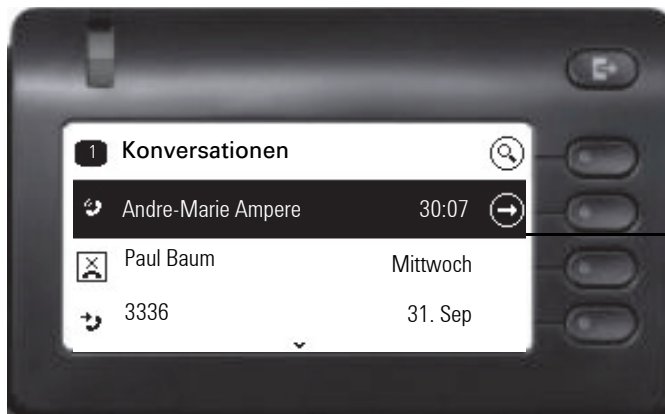 1 Konversationen
Andre-Marie Ampere 30:07
Paul Baum Mittwoch
3336 31. Sep